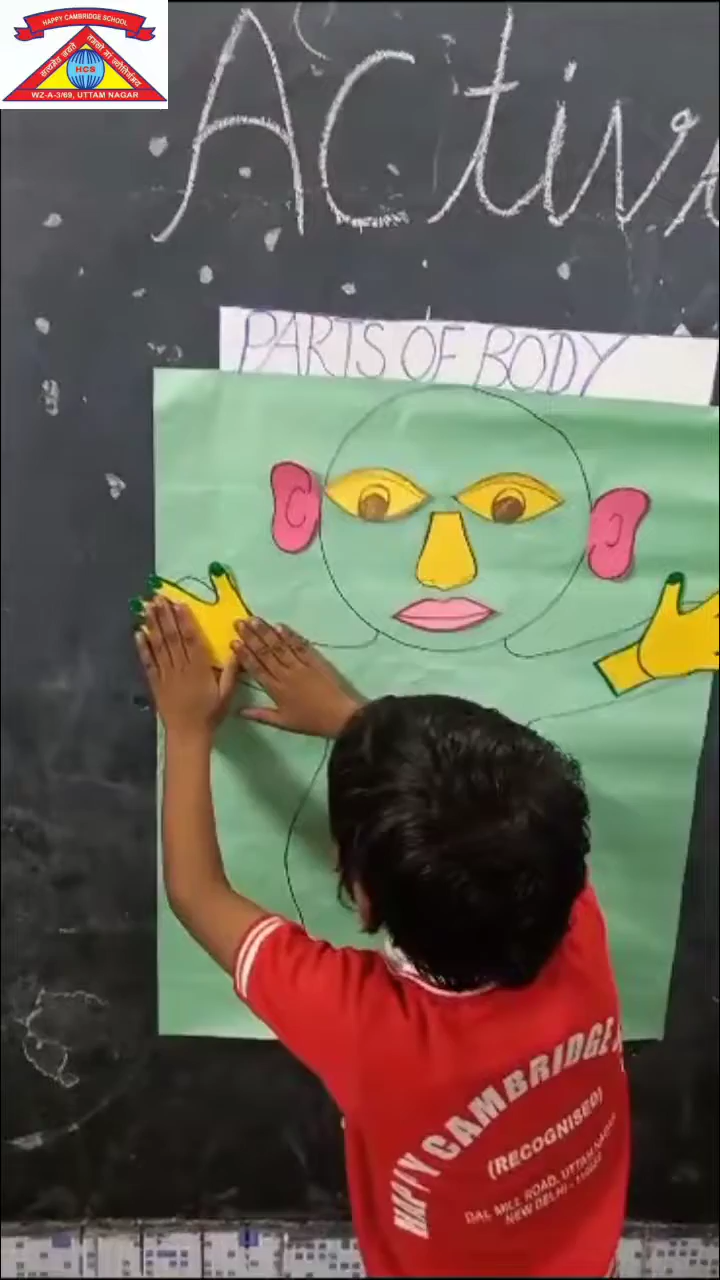 HAPPY CAMBRIDGE SCHOOL
HCS
WZ-A-3/69, UTTAM NAGAR
Activi
PARTS OF BODY
HAPPY CAMBRIDGE
(RECOGNISED)
DAL MILL ROAD, UTTAM NAGAR
NEW DELHI -